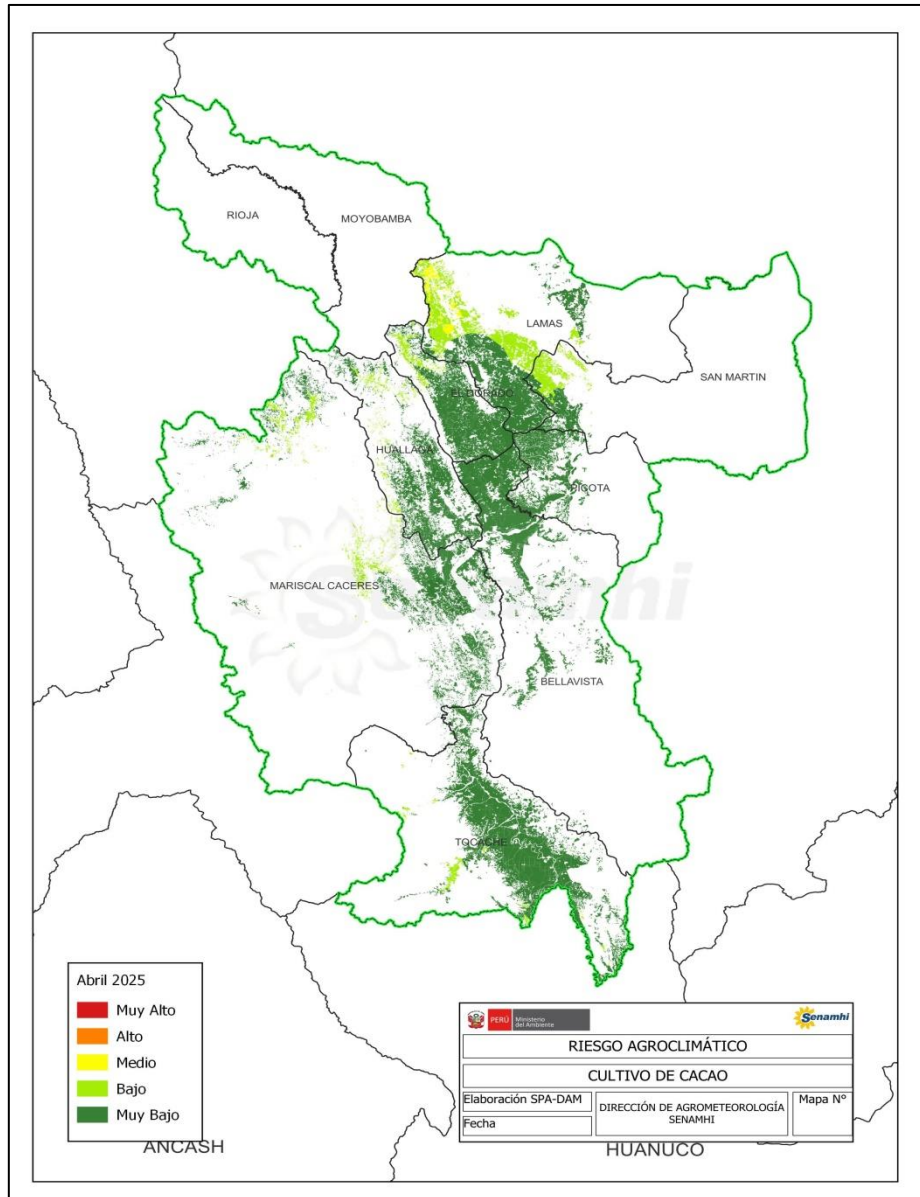 RIOJA
MOYOBAMBA
LAMAS
SAN MARTIN
EL DORADO
HUALLAGA
PICOTA
Senamhi
MARISCAL CACERES
BELLAVISTA
TOCACHE
Abril 2025
Muy Alto
Alto
Medio
Bajo
Muy Bajo
ANCASH
PERÚ
Ministerio
del Ambiente
Senamhi
RIESGO AGROCLIMÁTICO
CULTIVO DE CACAO
Elaboración SPA-DAM
Fecha
DIRECCIÓN DE AGROMETEOROLOGÍA
SENAMHI
Mapa N°
HUANUCO